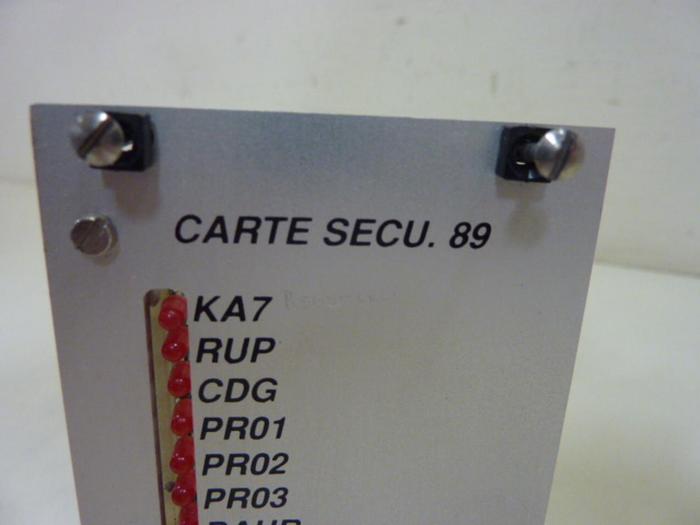 CARTE SECU. 89
KA7
RUP
CDG
PR01
PR02
PR03